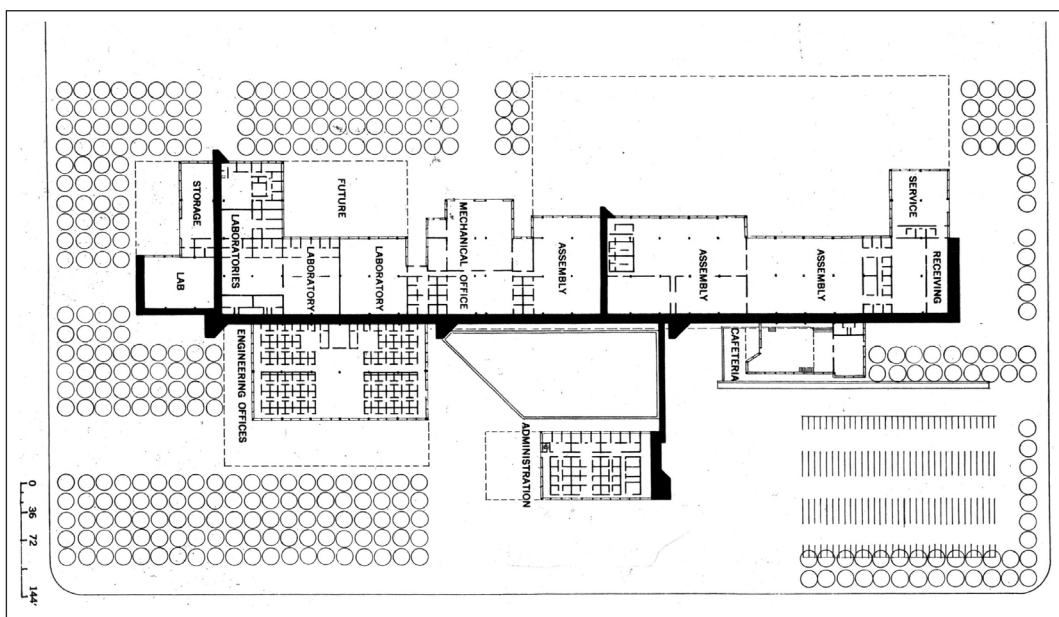 STORAGE
LAB
LABORATORIES
FUTURE
LABORATORY
LABORATORY
MECHANICAL OFFICE
ASSEMBLY
ASSEMBLY
ASSEMBLY
SERVICE
RECEIVING
ENGINEERING OFFICES
ADMINISTRATION
CAFETERIA
0
36
72
144'